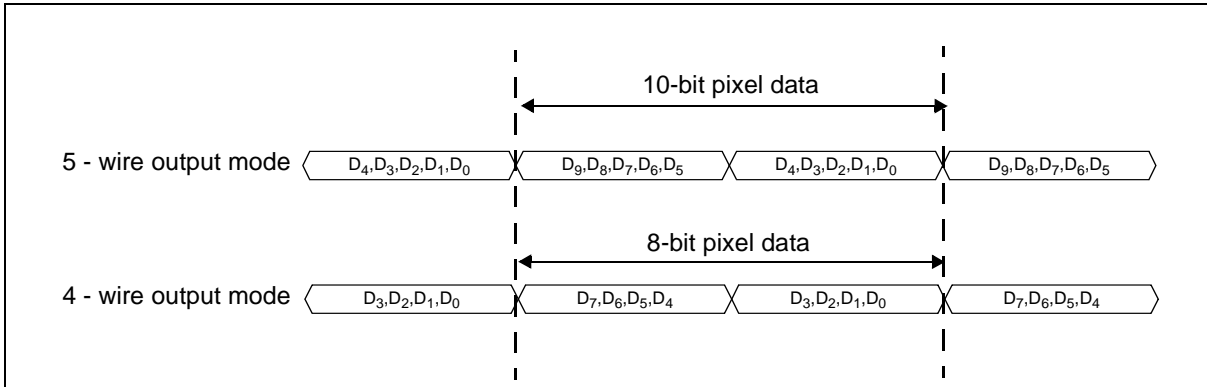 10-bit pixel data
5 - wire output mode D₄,D₃,D₂,D₁,D₀ D₉,D₈,D₇,D₆,D₅ D₄,D₃,D₂,D₁,D₀ D₉,D₈,D₇,D₆,D₅
8-bit pixel data
4 - wire output mode D₃,D₂,D₁,D₀ D₇,D₆,D₅,D₄ D₃,D₂,D₁,D₀ D₇,D₆,D₅,D₄